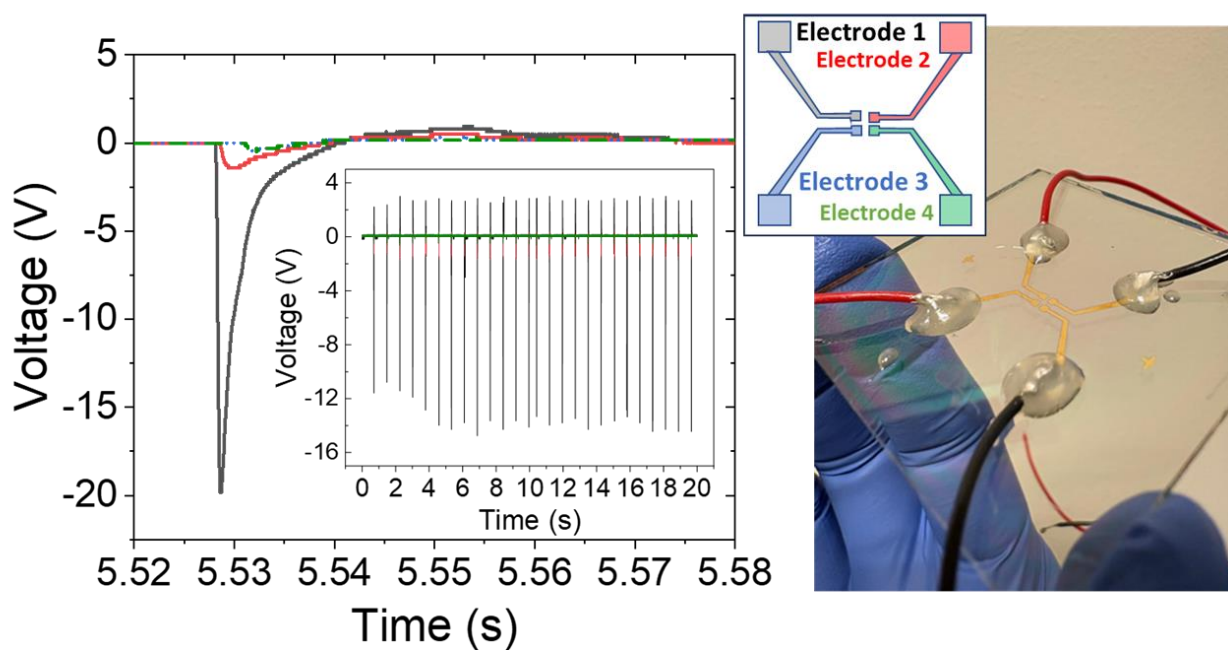 5
0
-5
-10
-15
-20
Voltage (V)
5.52 5.53 5.54 5.55 5.56 5.57 5.58
Time (s)
4
0
-4
-8
-12
-16
Voltage (V)
0 2 4 6 8 10 12 14 16 18 20
Time (s)
Electrode 1
Electrode 2
Electrode 3
Electrode 4